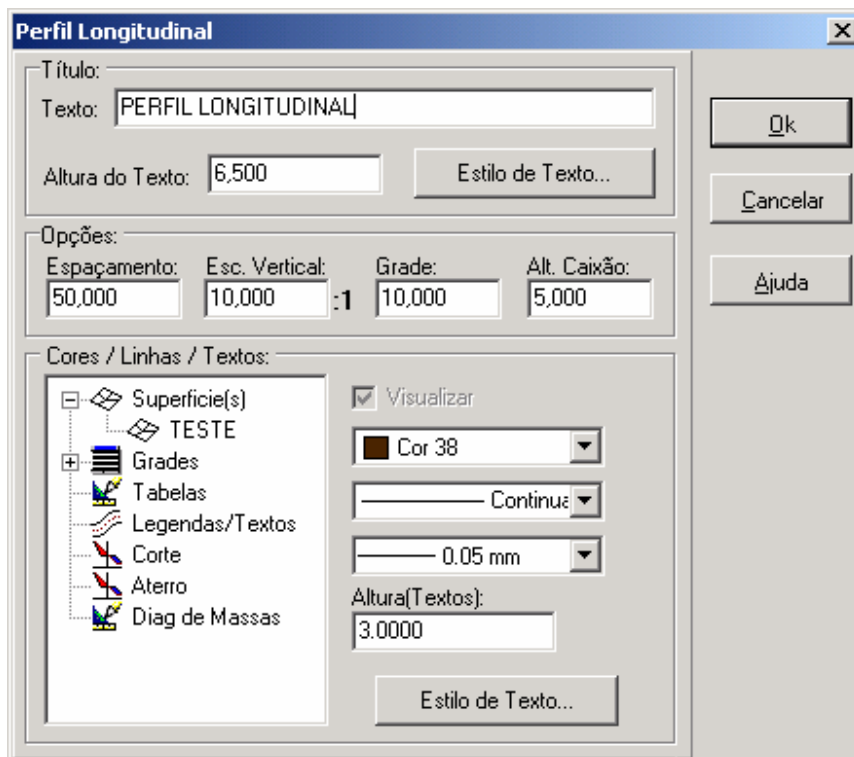 Perfil Longitudinal
Título:
Texto: PERFIL LONGITUDINAL
Altura do Texto: 6,500 Estilo de Texto...
Ok
Cancelar
Ajuda
Opções:
Espaçamento: Esc. Vertical: Grade: Alt. Caixão:
50,000 10,000 :1 10,000 5,000
Cores / Linhas / Textos:
Superficie(s)
TESTE
Grades
Tabelas
Legendas/Textos
Corte
Aterro
Diag de Massas
Visualizar
Cor 38
Continua
0.05 mm
Altura(Textos):
3.0000
Estilo de Texto...